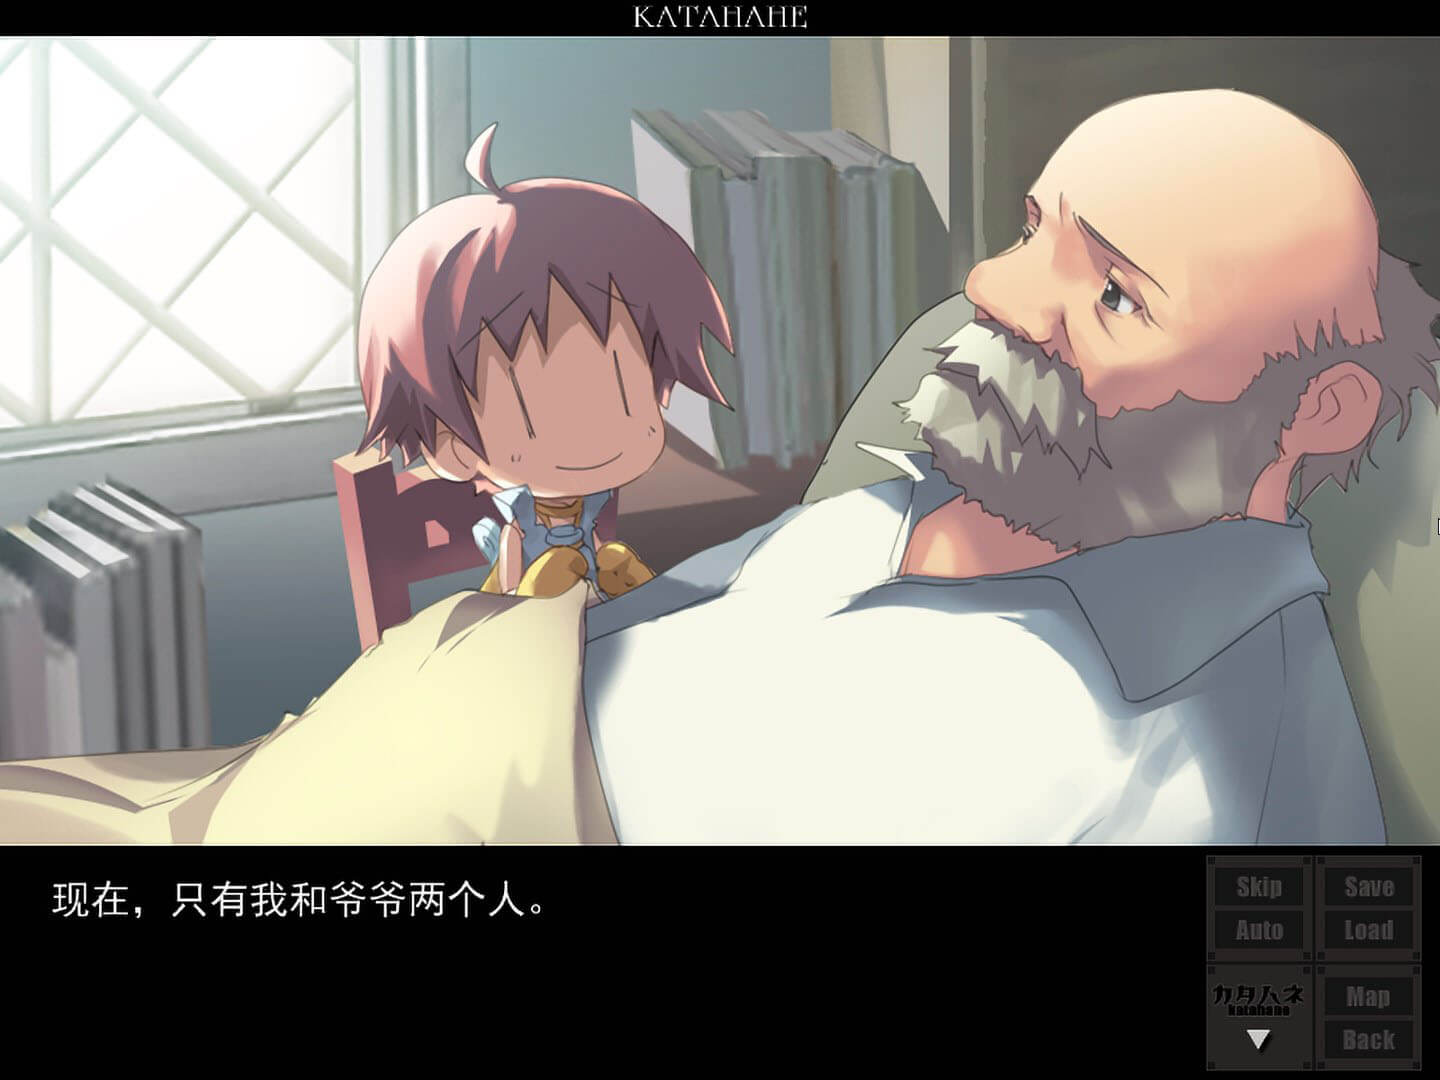 KATAHAHE
现在，只有我和爷爷两个人。
Skip
Save
Auto
Load
カタハネ
katahane
Map
Back